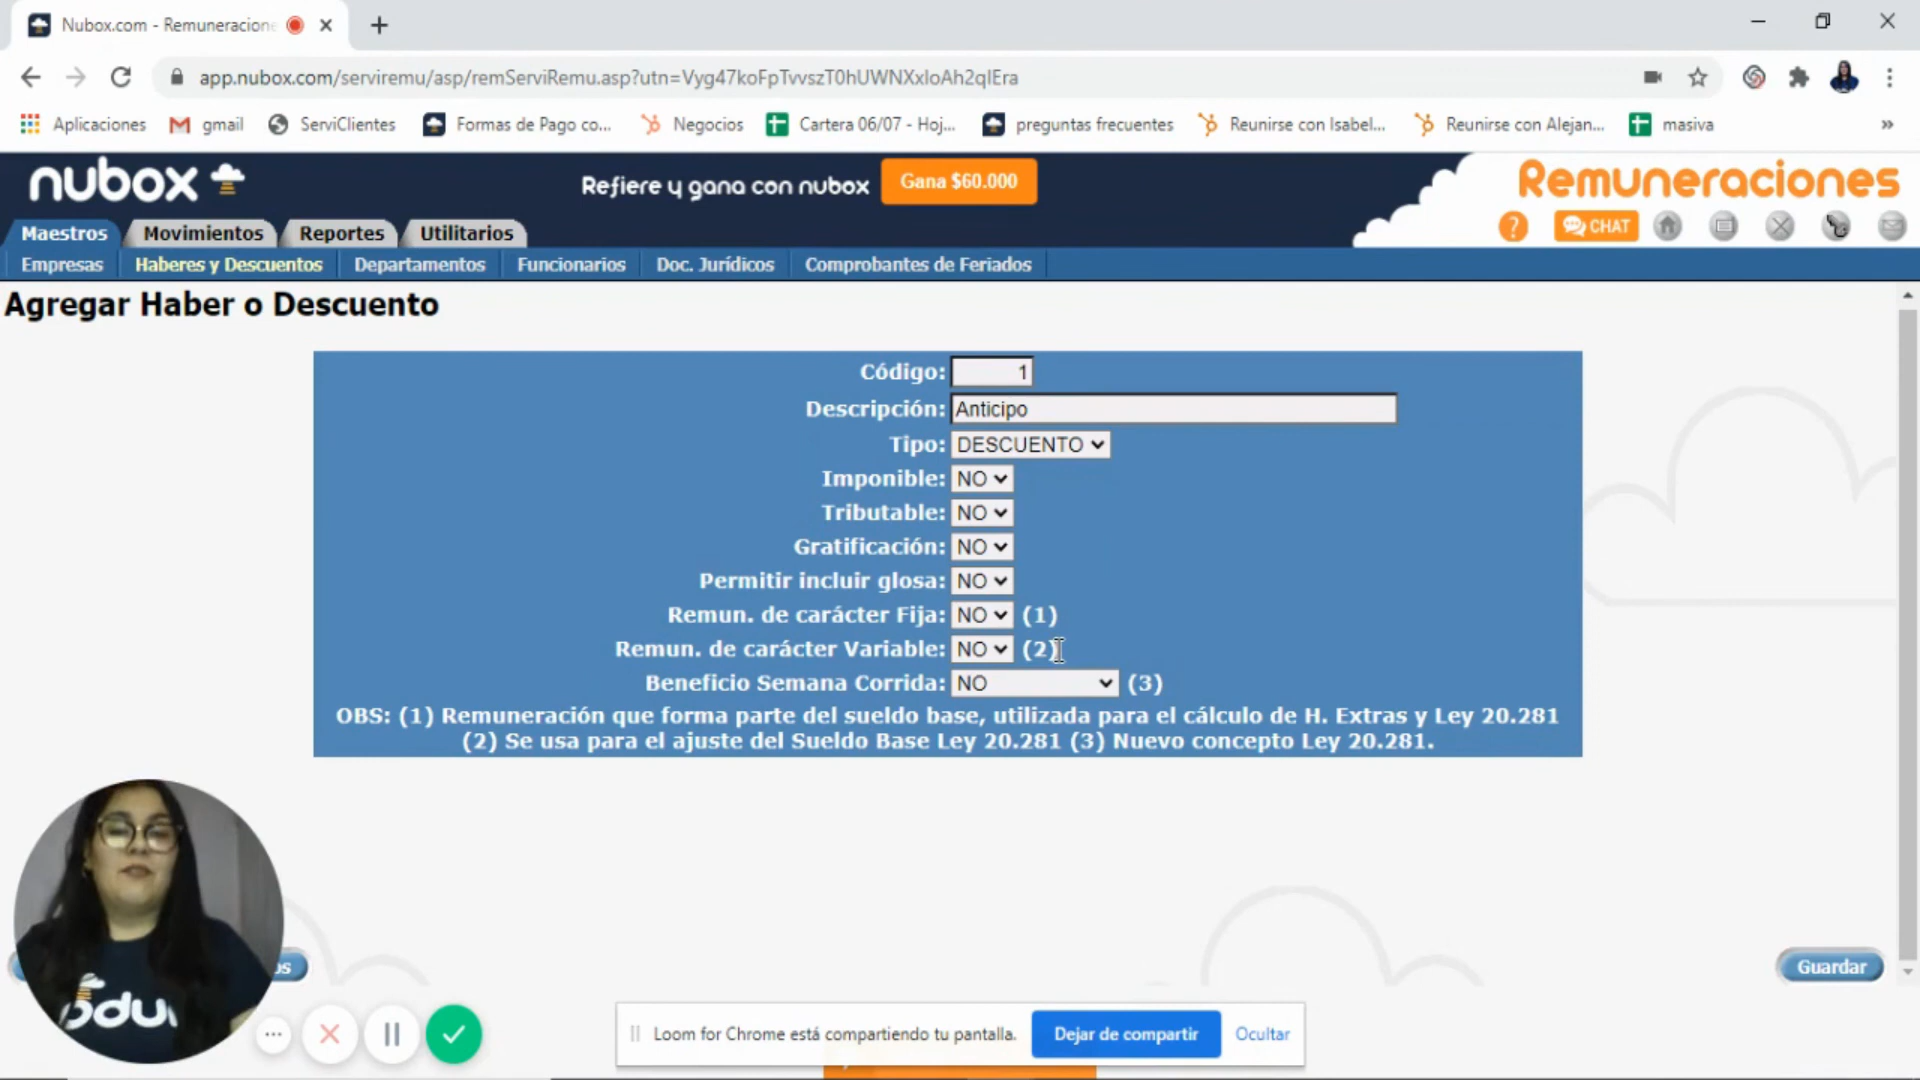 Nubox.com - Remuneracione
app.nubox.com/serviremu/asp/remServiRemu.asp?utn=Vyg47koFpTvvszT0hUWNXxIoAh2qIEra
Aplicaciones gmail ServiClientes Formas de Pago co... Negocios Cartera 06/07 - Hoj... preguntas frecuentes Reunirse con Isabel... Reunirse con Alejan... masiva »
nubox Refiere y gana con nubox Gana $60.000 Remuneraciones
? CHAT
Maestros Movimientos Reportes Utilitarios
Empresas Haberes y Descuentos Departamentos Funcionarios Doc. Jurídicos Comprobantes de Feriados
Agregar Haber o Descuento
Código: 1
Descripción: Anticipo
Tipo: DESCUENTO
Imponible: NO
Tributable: NO
Gratificación: NO
Permitir incluir glosa: NO
Remun. de carácter Fija: NO (1)
Remun. de carácter Variable: NO (2)
Beneficio Semana Corrida: NO (3)
OBS: (1) Remuneración que forma parte del sueldo base, utilizada para el cálculo de H. Extras y Ley 20.281
(2) Se usa para el ajuste del Sueldo Base Ley 20.281 (3) Nuevo concepto Ley 20.281.
Guardar
Loom for Chrome está compartiendo tu pantalla. Dejar de compartir Ocultar